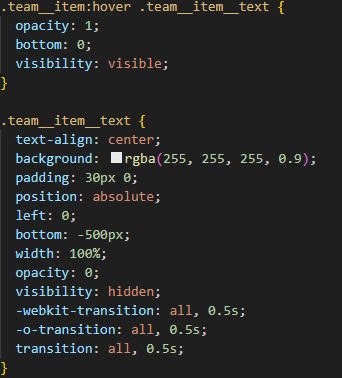 .team__item:hover .team__item__text {
opacity: 1;
bottom: 0;
visibility: visible;
}
.team__item__text {
text-align: center;
background: rgba(255, 255, 255, 0.9);
padding: 30px 0;
position: absolute;
left: 0;
bottom: -500px;
width: 100%;
opacity: 0;
visibility: hidden;
-webkit-transition: all, 0.5s;
-o-transition: all, 0.5s;
transition: all, 0.5s;
}